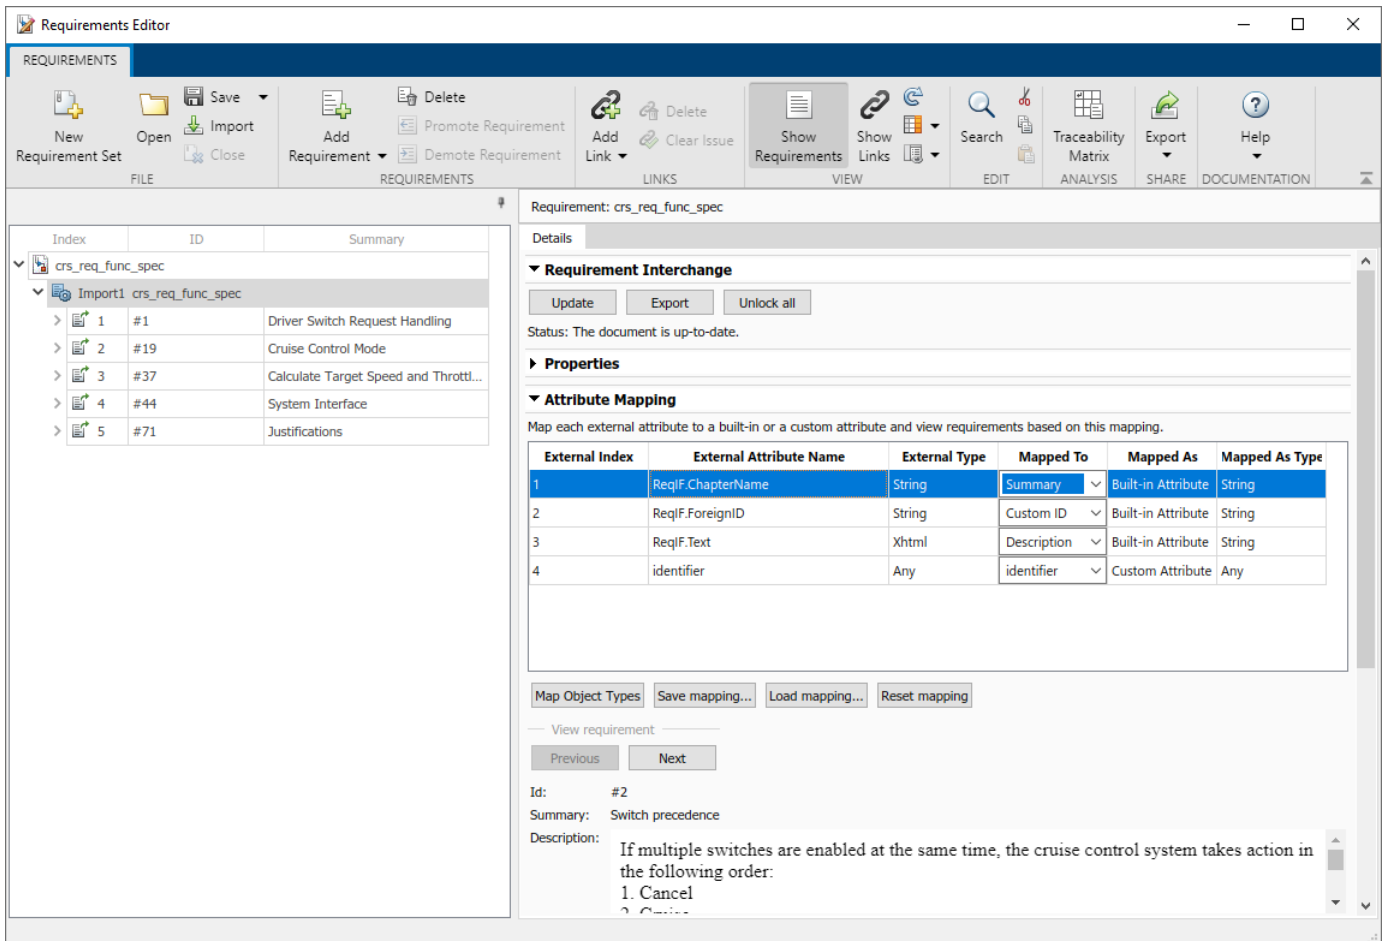 Requirements Editor
REQUIREMENTS
New Requirement Set
Open
Save
Import
Close
FILE
Add Requirement
Delete
Promote Requirement
Demote Requirement
REQUIREMENTS
Add Link
Delete
Clear Issue
LINKS
Show Requirements
Show Links
VIEW
Search
EDIT
Traceability Matrix
ANALYSIS
Export
SHARE
Help
DOCUMENTATION
Index ID Summary
crs_req_func_spec
Import1 crs_req_func_spec
1 #1 Driver Switch Request Handling
2 #19 Cruise Control Mode
3 #37 Calculate Target Speed and Throttl...
4 #44 System Interface
5 #71 Justifications
Requirement: crs_req_func_spec
Details
Requirement Interchange
Update Export Unlock all
Status: The document is up-to-date.
Properties
Attribute Mapping
Map each external attribute to a built-in or a custom attribute and view requirements based on this mapping.
External Index External Attribute Name External Type Mapped To Mapped As Mapped As Type
1 ReqIF.ChapterName String Summary Built-in Attribute String
2 ReqIF.ForeignID String Custom ID Built-in Attribute String
3 ReqIF.Text Xhtml Description Built-in Attribute String
4 identifier Any identifier Custom Attribute Any
Map Object Types Save mapping... Load mapping... Reset mapping
View requirement
Previous Next
Id: #2
Summary: Switch precedence
Description: If multiple switches are enabled at the same time, the cruise control system takes action in
the following order:
1. Cancel
2. Cruise